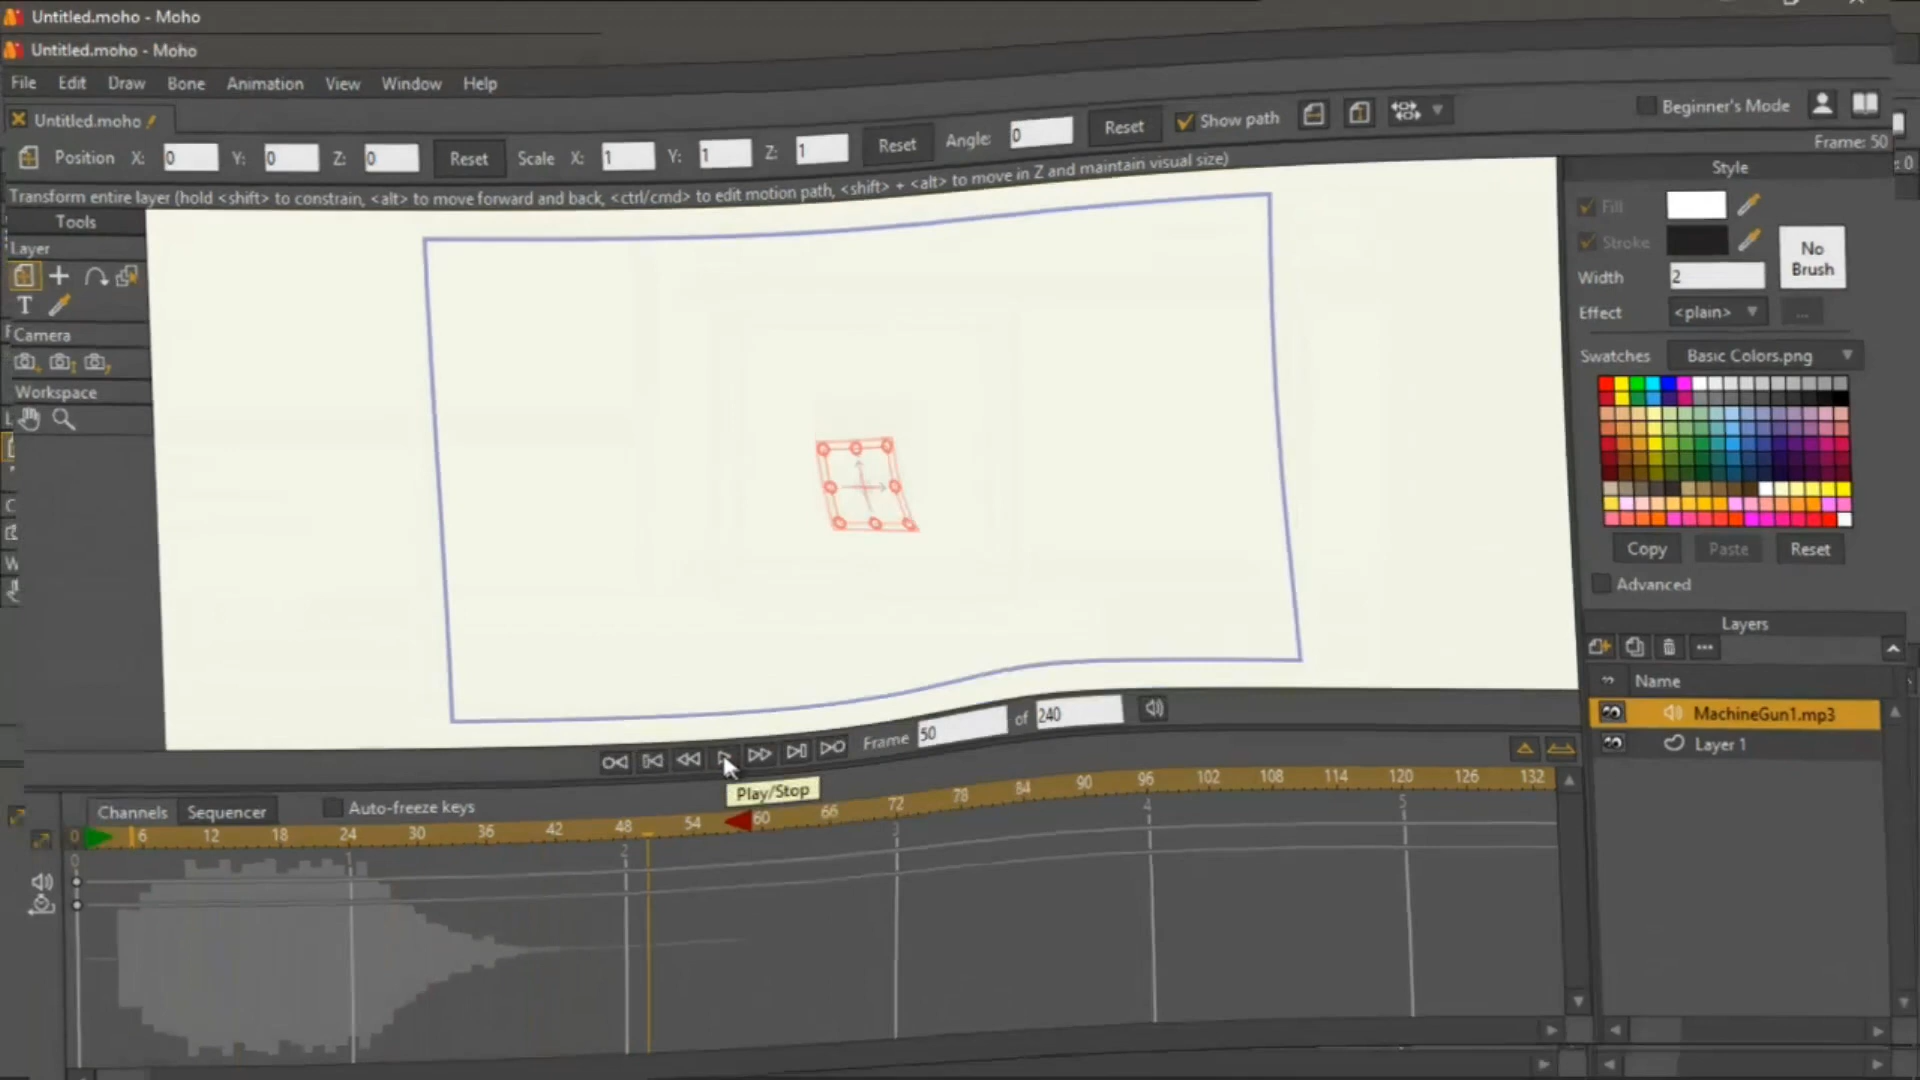 Untitled.moho - Moho
Untitled.moho - Moho
File Edit Draw Bone Animation View Window Help
Untitled.moho
Beginner's Mode
Position X: 0 Y: 0 Z: 0 Reset Scale X: 1 Y: 1 Z: 1 Reset Angle: 0 Reset Show path
Frame: 50
Transform entire layer (hold <shift> to constrain, <alt> to move forward and back, <ctrl/cmd> to edit motion path, <shift> + <alt> to move in Z and maintain visual size)
Tools
Layer
T
Camera
Workspace
Style
Fill
Stroke
No Brush
Width 2
Effect <plain> ...
Swatches Basic Colors.png
Copy Paste Reset
Advanced
Layers
Name
MachineGun1.mp3
Layer 1
Frame 50 of 240
Play/Stop
Channels Sequencer Auto-freeze keys
0 6 12 18 24 30 36 42 48 54 60 66 72 78 84 90 96 102 108 114 120 126 132
0 1 2 3 4 5